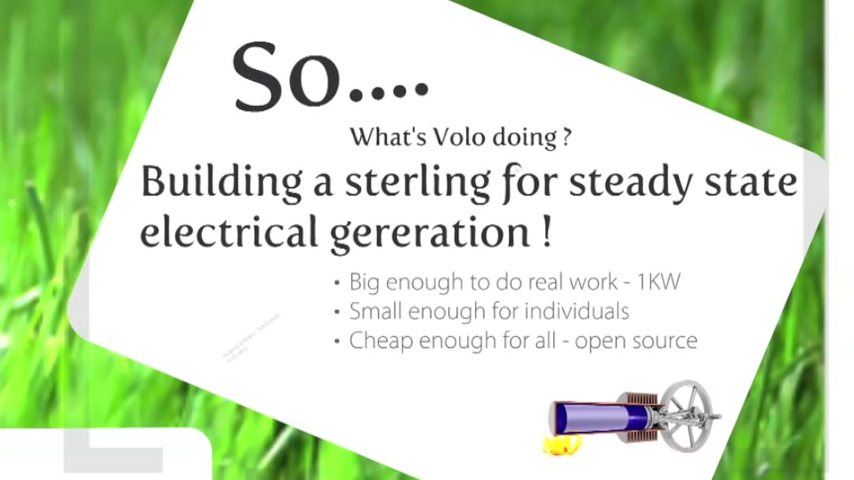 So....
What's Volo doing ?
Building a sterling for steady state
electrical gereration !
• Big enough to do real work - 1KW
• Small enough for individuals
• Cheap enough for all - open source